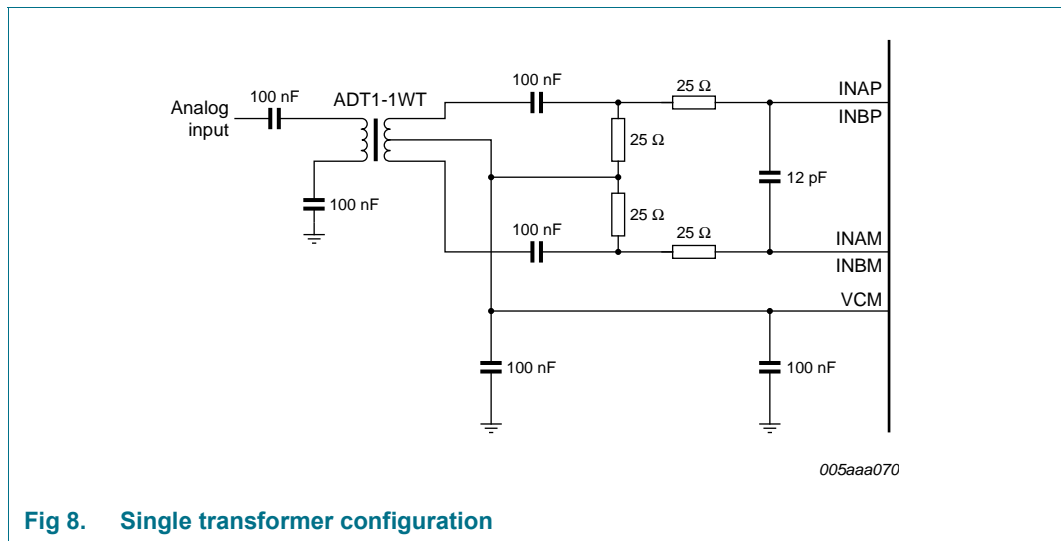 100 nF
ADT1-1WT
100 nF
25 Ω
INAP
Analog
input
INBP
25 Ω
12 pF
100 nF
25 Ω
100 nF
25 Ω
INAM
INBM
VCM
100 nF
100 nF
005aaa070
Fig 8. Single transformer configuration